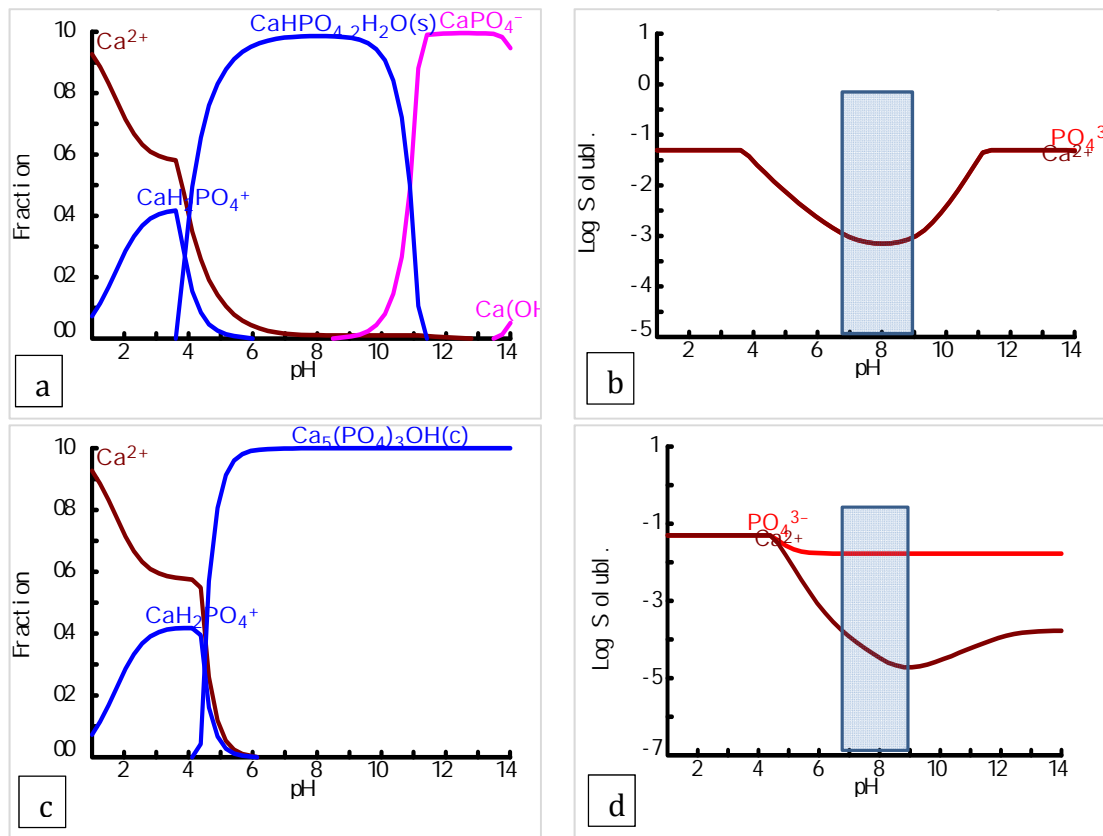 CaHPO₄.2H₂O(s) CaPO₄⁻
Ca²⁺
CaH₂PO₄⁺
Ca(OH
Fraction
10
08
06
04
02
00
2 4 6 8 10 12 14
pH
a
Log Solubl.
1
0
-1
-2
-3
-4
-5
PO₄³
Ca²⁺
2 4 6 8 10 12 14
pH
b
Ca₅(PO₄)₃OH(c)
Ca²⁺
CaH₂PO₄⁺
Fraction
10
08
06
04
02
00
2 4 6 8 10 12 14
pH
c
Log Solubl.
1
-1
-3
-5
-7
PO₄³⁻
Ca²⁺
2 4 6 8 10 12 14
pH
d